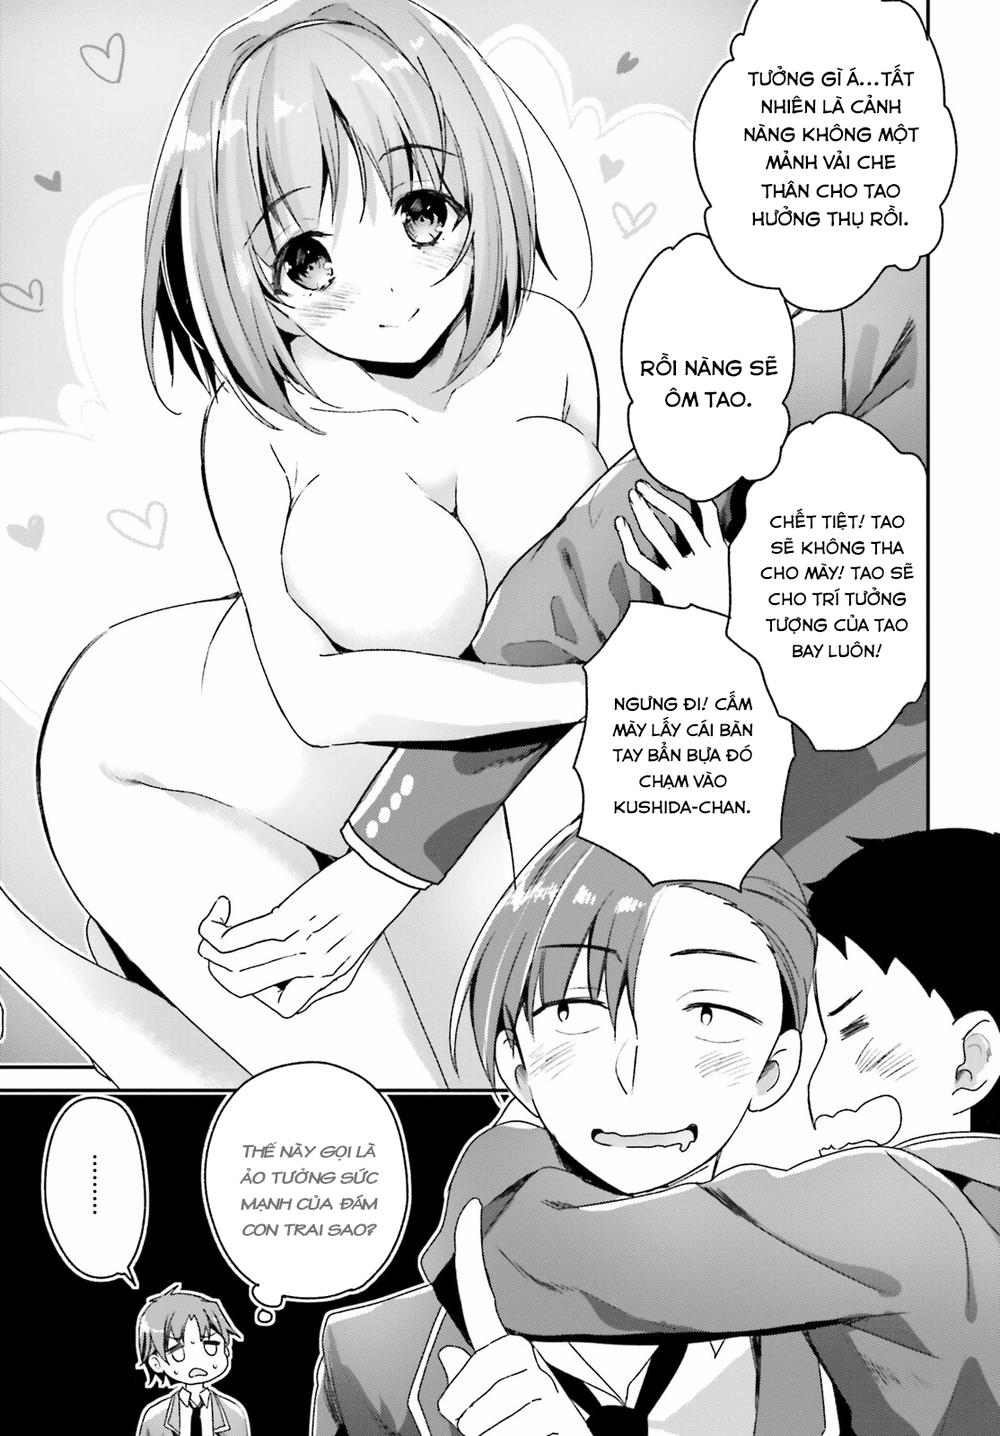 TƯỞNG GÌ Á...TẤT
NHIÊN LÀ CẢNH
NÀNG KHÔNG MỘT
MẢNH VẢI CHE
THÂN CHO TAO
HƯỞNG THỤ RỒI.
RỒI NÀNG SẼ
ÔM TAO.
CHẾT TIỆT! TAO
SẼ KHÔNG THA
CHO MÀY! TAO SẼ
CHO TRÍ TƯỞNG
TƯỢNG CỦA TAO
BAY LUÔN!
NGƯNG ĐI! CẤM
MÀY LẤY CÁI BÀN
TAY BẨN BỰA ĐÓ
CHẠM VÀO
KUSHIDA-CHAN.
THẾ NÀY GỌI LÀ
ẢO TƯỞNG SỨC
MẠNH CỦA ĐÁM
CON TRAI SAO?
.........